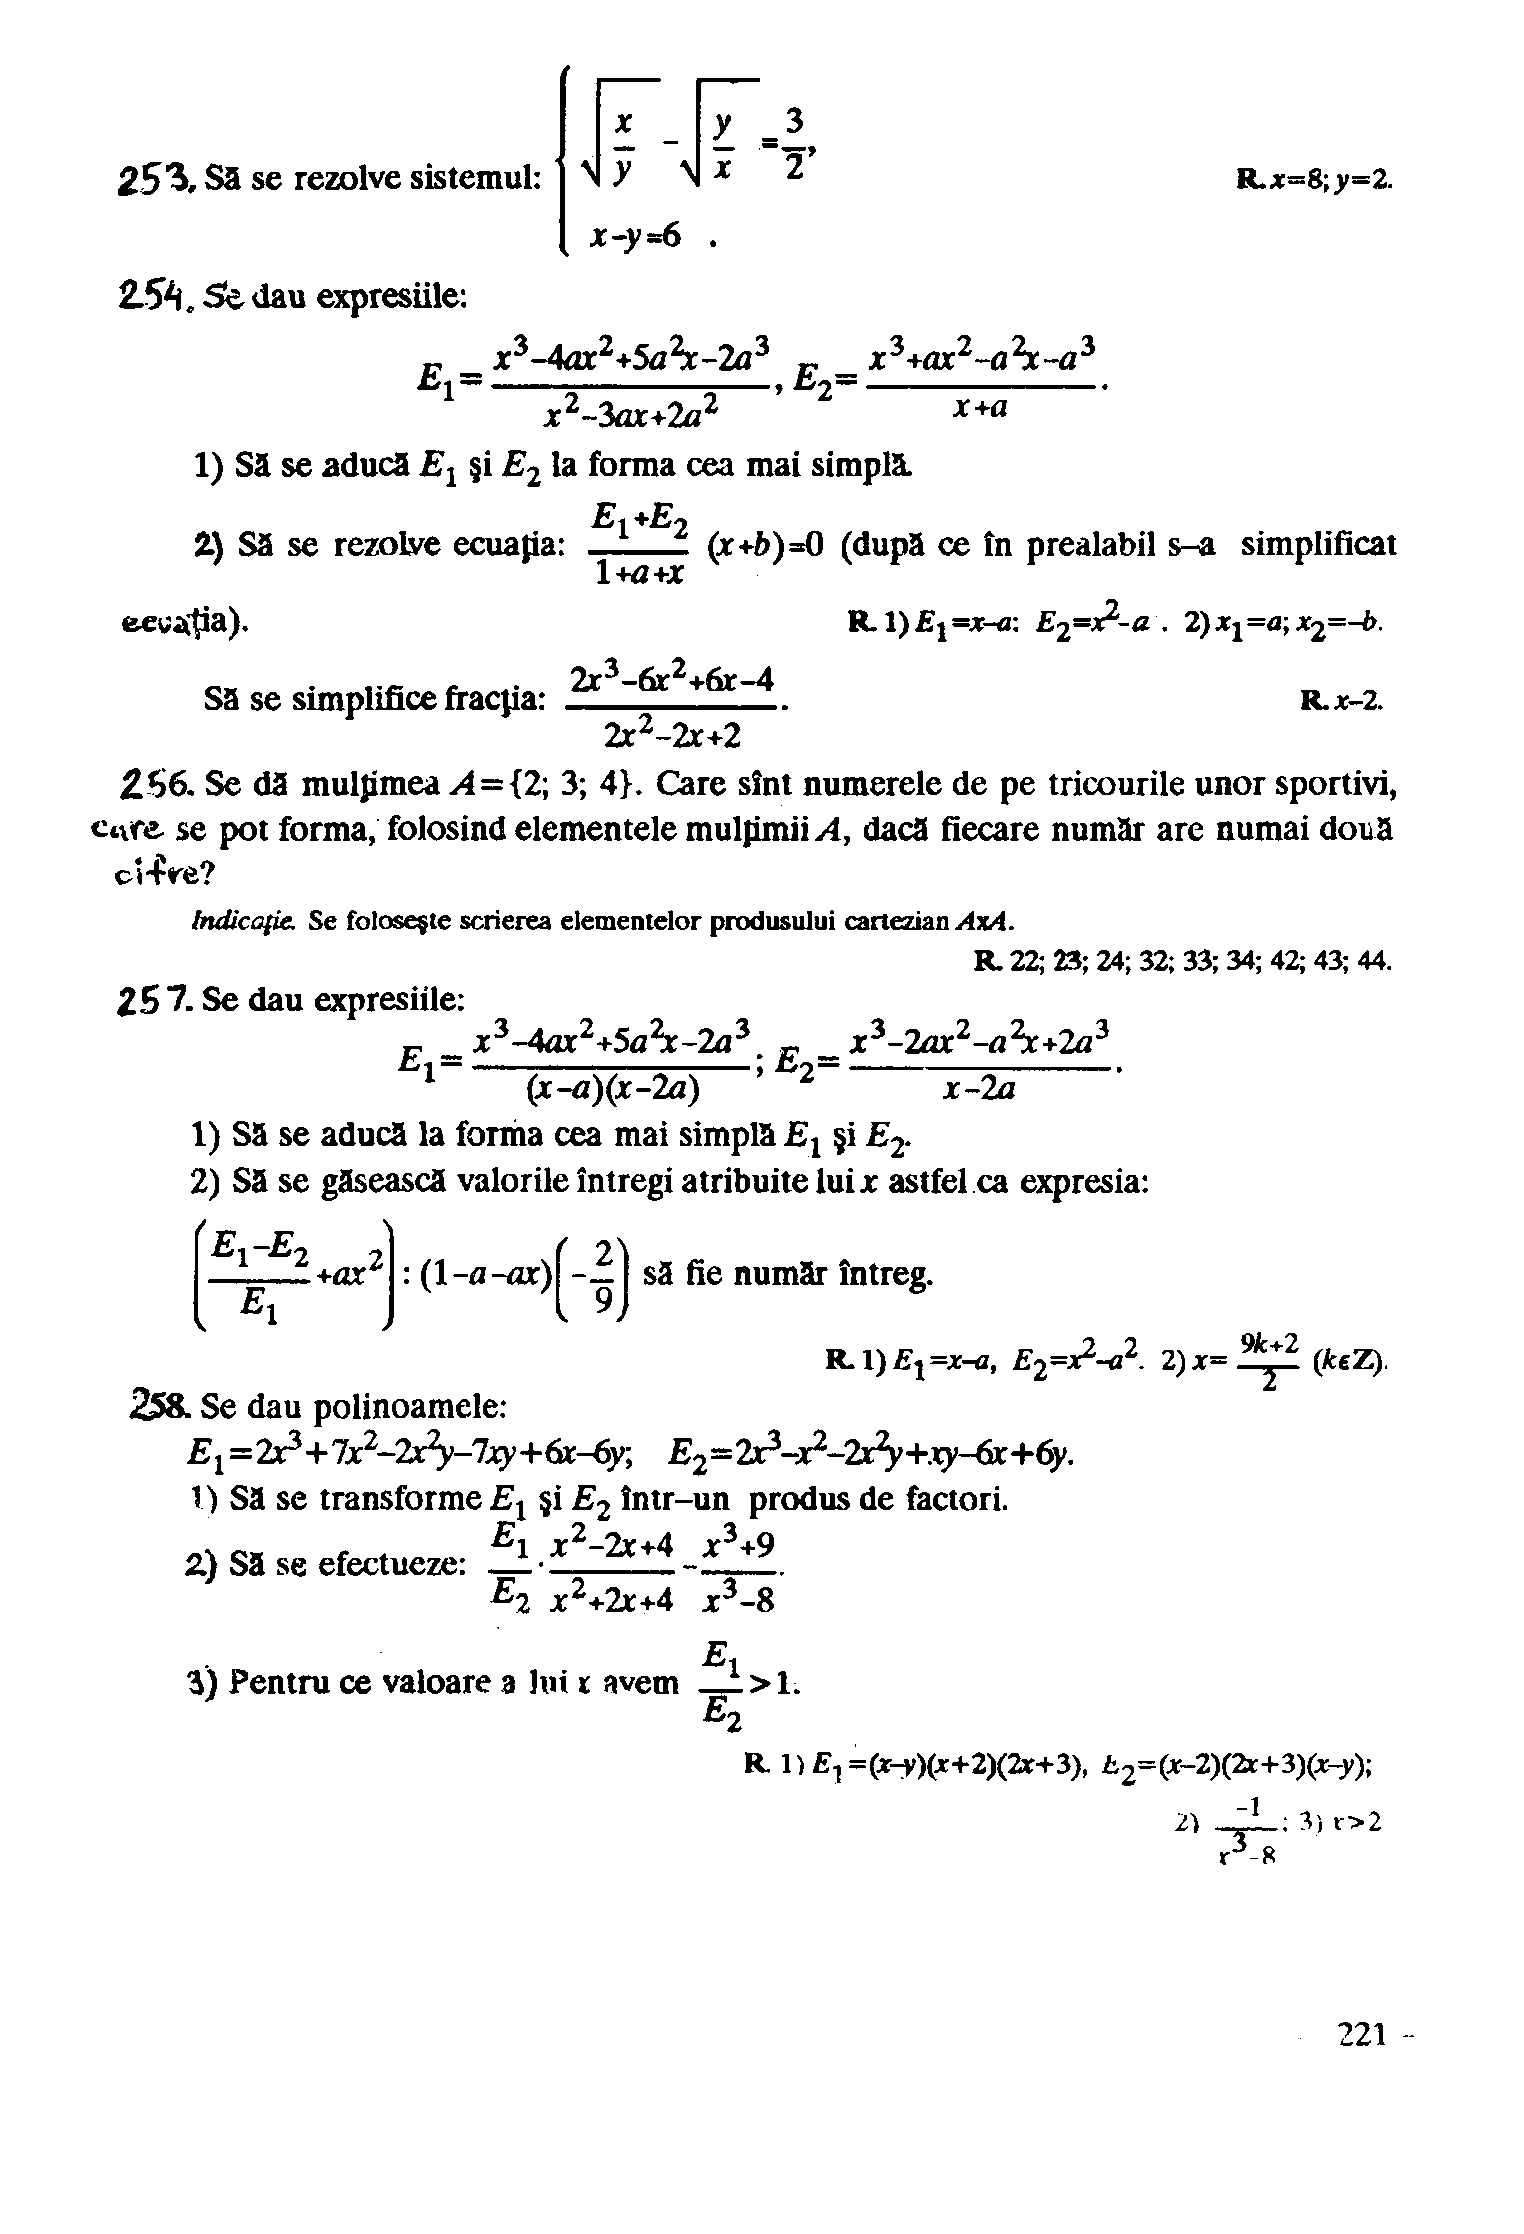 253. Să se rezolve sistemul: { √(x/y) - √(y/x) = 3/2, x-y=6 . R. x=8; y=2.
254. Se dau expresiile:
E₁ = (x³-4ax²+5a²x-2a³)/(x²-3ax+2a²), E₂ = (x³+ax²-a²x-a³)/(x+a).
1) Să se aducă E₁ şi E₂ la forma cea mai simplă.
2) Să se rezolve ecuaţia: (E₁+E₂)/(1+a+x) (x+b)=0 (după ce în prealabil s-a simplificat
ecuaţia). R. 1) E₁=x-a: E₂=x²-a . 2) x₁=a; x₂=-b.
Să se simplifice fracţia: (2x³-6x²+6x-4)/(2x²-2x+2). R. x-2.
256. Se dă mulţimea A={2; 3; 4}. Care sînt numerele de pe tricourile unor sportivi,
care se pot forma, folosind elementele mulţimii A, dacă fiecare număr are numai două
cifre?
Indicaţie. Se foloseşte scrierea elementelor produsului cartezian AxA.
R. 22; 23; 24; 32; 33; 34; 42; 43; 44.
257. Se dau expresiile:
E₁ = (x³-4ax²+5a²x-2a³)/((x-a)(x-2a)); E₂ = (x³-2ax²-a²x+2a³)/(x-2a).
1) Să se aducă la forma cea mai simplă E₁ şi E₂.
2) Să se găsească valorile întregi atribuite lui x astfel ca expresia:
((E₁-E₂)/E₁ +ax²) : (1-a-ax)(-2/9) să fie număr întreg.
R. 1) E₁=x-a, E₂=x²-a². 2) x= (9k+2)/2 (kϵZ).
258. Se dau polinoamele:
E₁=2x³+7x²-2x²y-7xy+6x-6y; E₂=2x³-x²-2x²y+xy-6x+6y.
1) Să se transforme E₁ şi E₂ într-un produs de factori.
2) Să se efectueze: E₁/E₂ · (x²-2x+4)/(x²+2x+4) - (x³+9)/(x³-8).
3) Pentru ce valoare a lui x avem E₁/E₂ >1.
R. 1) E₁=(x-y)(x+2)(2x+3), E₂=(x-2)(2x+3)(x-y);
2) -1/(x³-8); 3) x>2
221 -